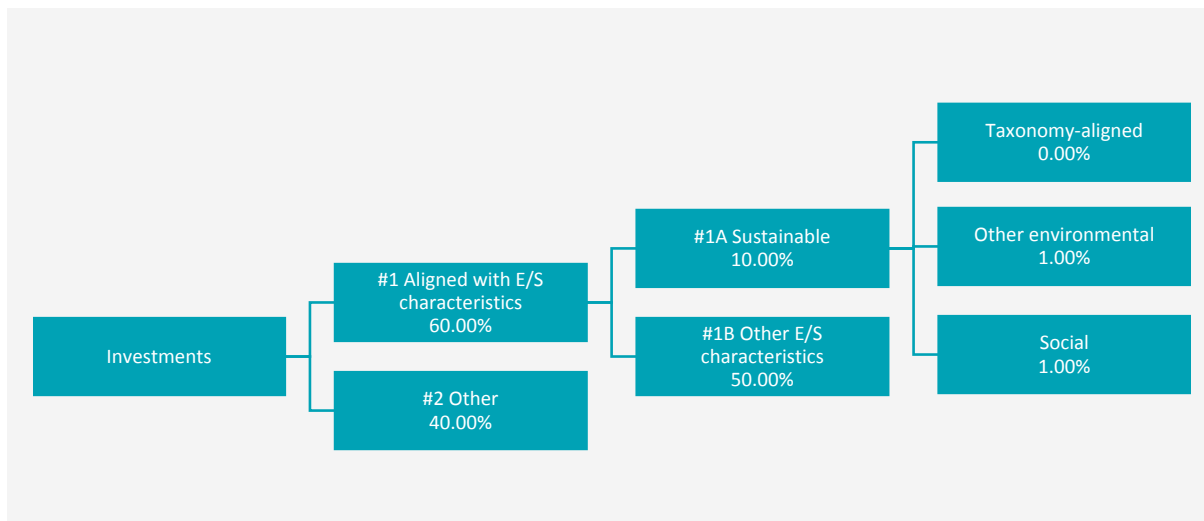 Investments
#1 Aligned with E/S
characteristics
60.00%
#2 Other
40.00%
#1A Sustainable
10.00%
#1B Other E/S
characteristics
50.00%
Taxonomy-aligned
0.00%
Other environmental
1.00%
Social
1.00%